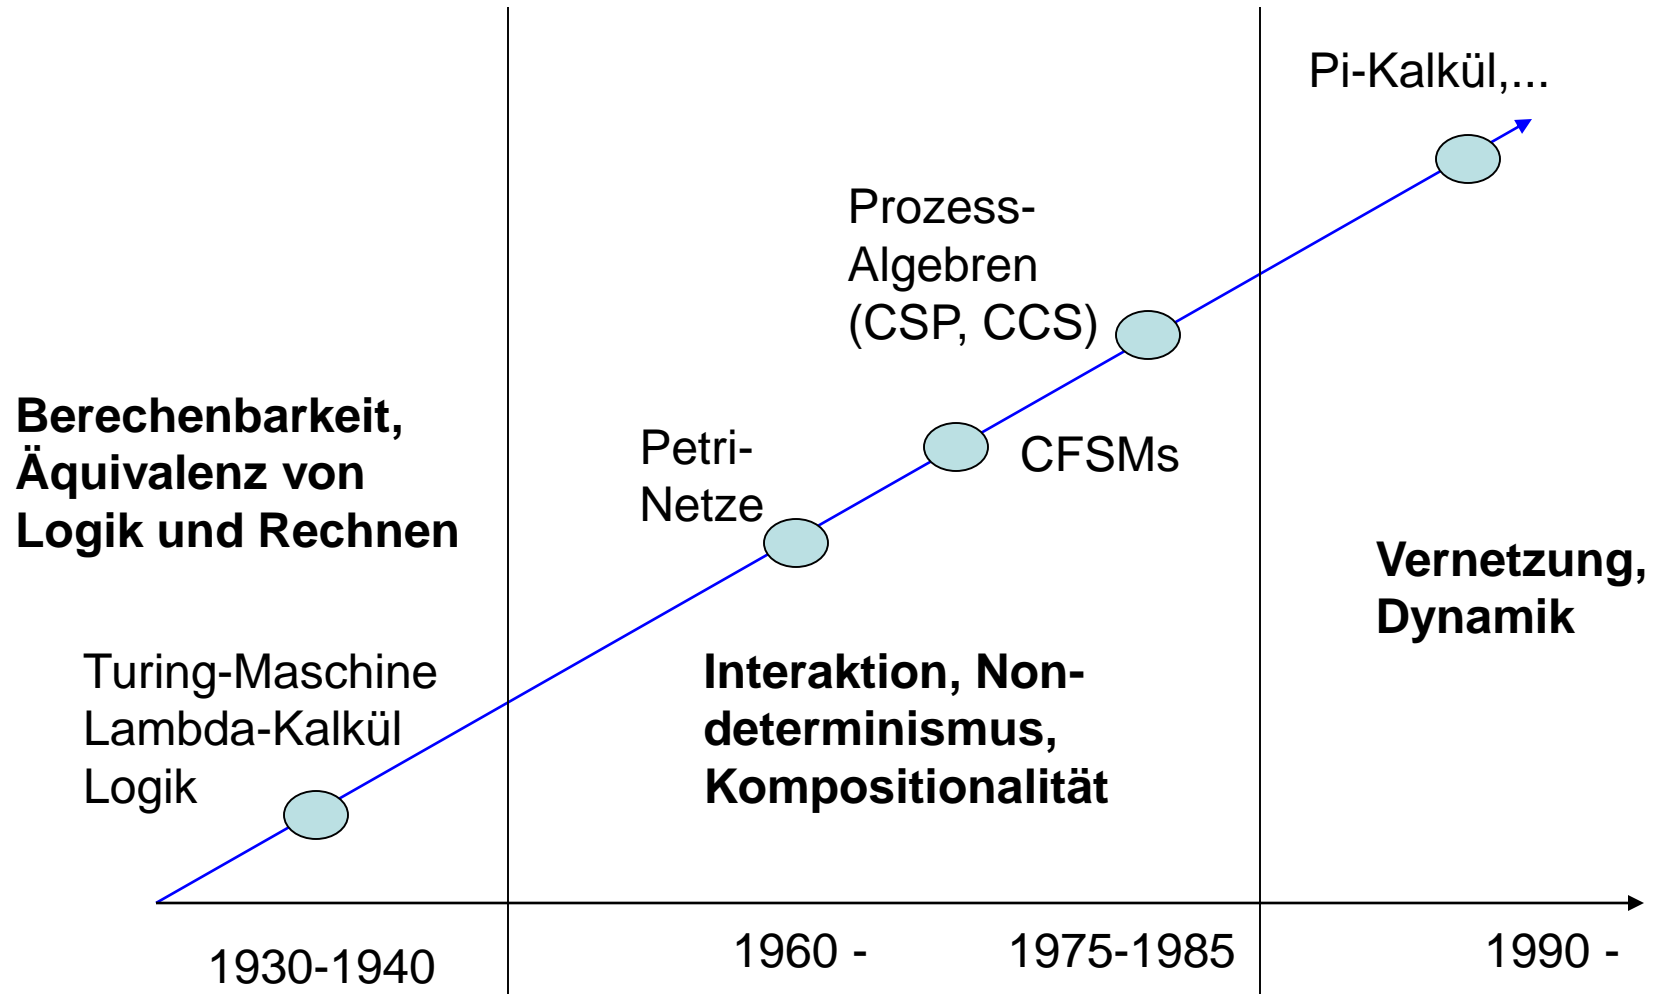 Pi-Kalkül,...
Prozess-
Algebren
(CSP, CCS)
Berechenbarkeit,
Äquivalenz von
Logik und Rechnen
Petri-
Netze
CFSMs
Vernetzung,
Dynamik
Turing-Maschine
Lambda-Kalkül
Logik
Interaktion, Non-
determinismus,
Kompositionalität
1930-1940
1960 -
1975-1985
1990 -